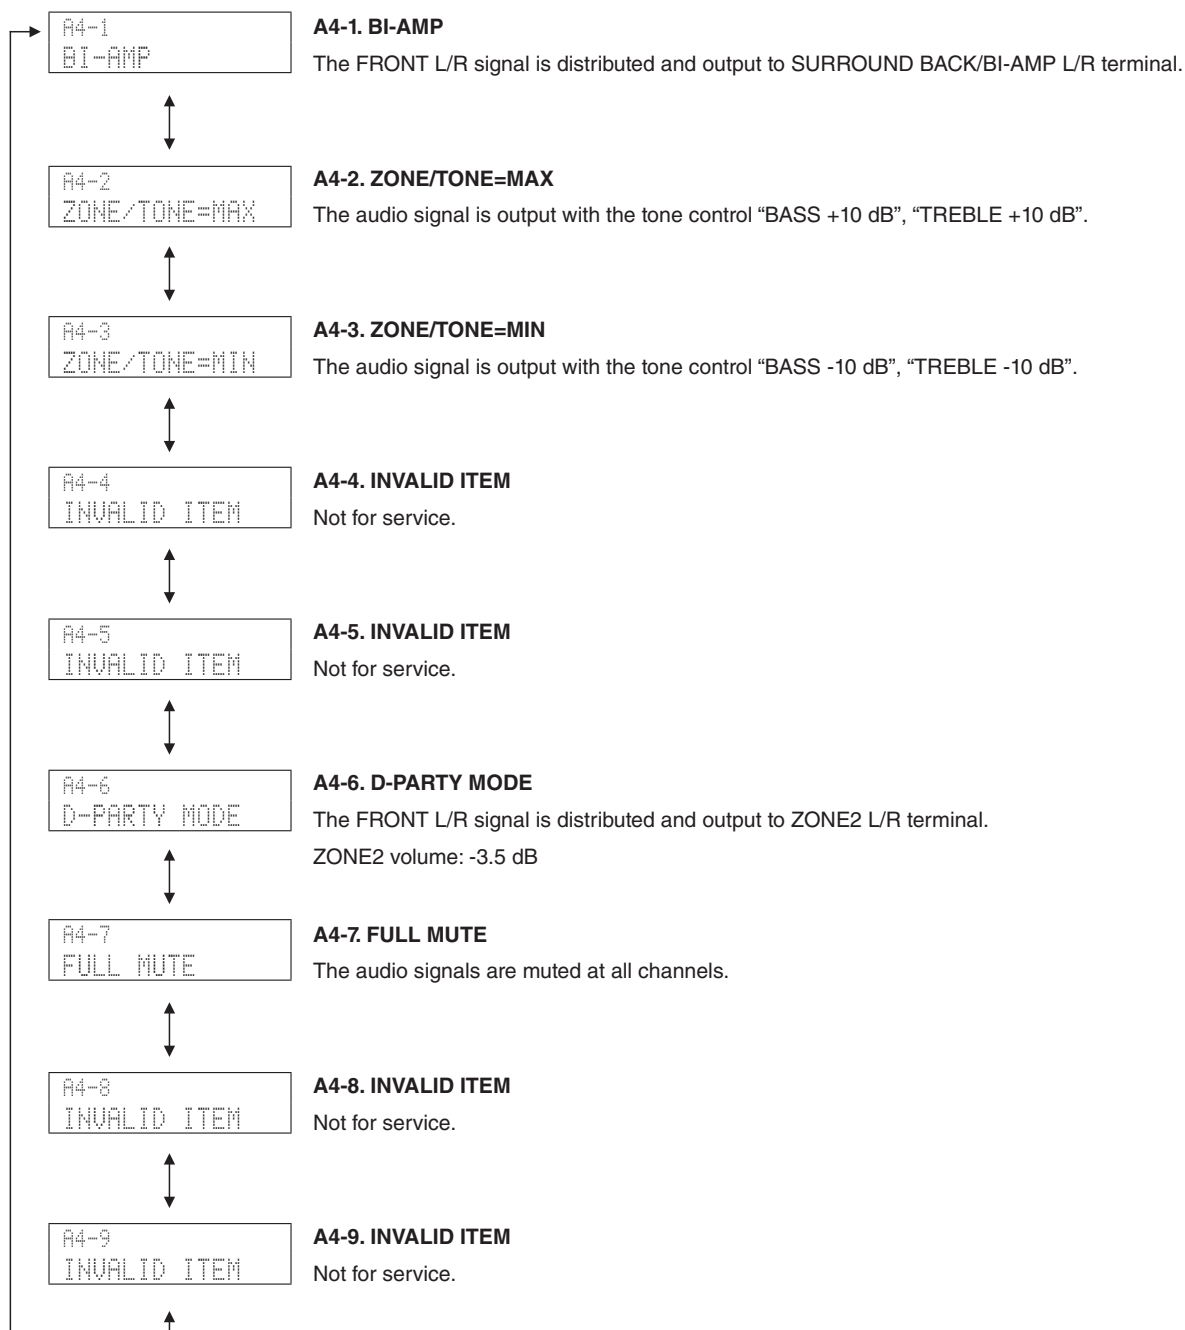 A4-1
BI-AMP
A4-1. BI-AMP
The FRONT L/R signal is distributed and output to SURROUND BACK/BI-AMP L/R terminal.
A4-2
ZONE/TONE=MAX
A4-2. ZONE/TONE=MAX
The audio signal is output with the tone control “BASS +10 dB”, “TREBLE +10 dB”.
A4-3
ZONE/TONE=MIN
A4-3. ZONE/TONE=MIN
The audio signal is output with the tone control “BASS -10 dB”, “TREBLE -10 dB”.
A4-4
INVALID ITEM
A4-4. INVALID ITEM
Not for service.
A4-5
INVALID ITEM
A4-5. INVALID ITEM
Not for service.
A4-6
D-PARTY MODE
A4-6. D-PARTY MODE
The FRONT L/R signal is distributed and output to ZONE2 L/R terminal.
ZONE2 volume: -3.5 dB
A4-7
FULL MUTE
A4-7. FULL MUTE
The audio signals are muted at all channels.
A4-8
INVALID ITEM
A4-8. INVALID ITEM
Not for service.
A4-9
INVALID ITEM
A4-9. INVALID ITEM
Not for service.